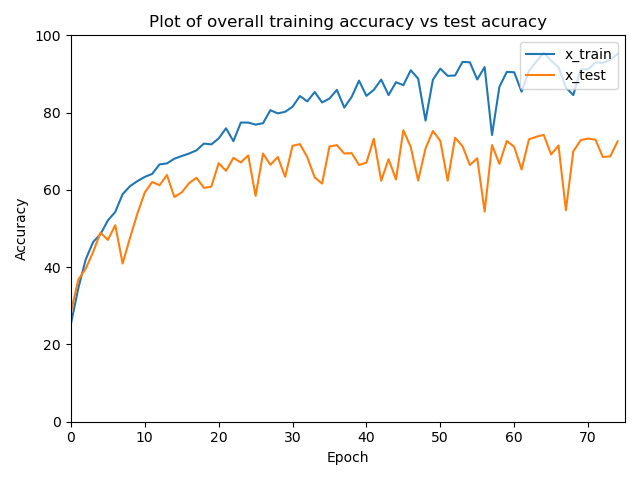 Plot of overall training accuracy vs test acuracy
100
80
60
40
20
0
Accuracy
x_train
x_test
0 10 20 30 40 50 60 70
Epoch